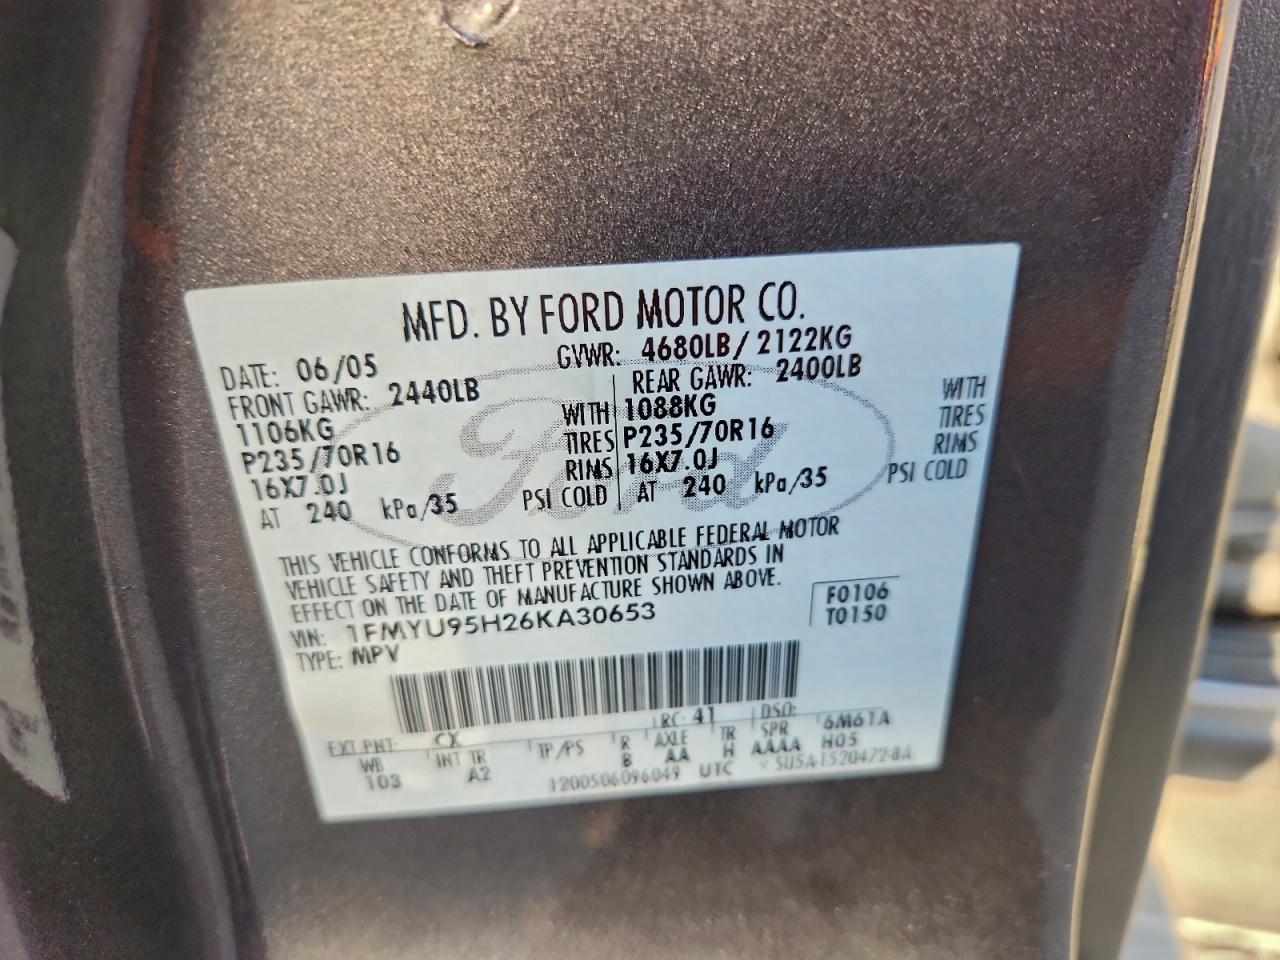 MFD. BY FORD MOTOR CO.
DATE: 06/05 GVWR: 4680LB/2122KG
FRONT GAWR: 2440LB REAR GAWR: 2400LB
1106KG WITH 1088KG WITH
P235/70R16 TIRES P235/70R16 TIRES
16X7.0J RIMS 16X7.0J RIMS
AT 240 kPa/35 PSI COLD AT 240 kPa/35 PSI COLD
Ford
THIS VEHICLE CONFORMS TO ALL APPLICABLE FEDERAL MOTOR
VEHICLE SAFETY AND THEFT PREVENTION STANDARDS IN
EFFECT ON THE DATE OF MANUFACTURE SHOWN ABOVE.
VIN: 1FMYU95H26KA30653 F0106
TYPE: MPV T0150
EXT PNT: CX RC: 41 DSO:
WB INT TR TP/PS R AXLE TR SPR 6M61A
103 A2 B AA H AAAA H05
1200506096049 UTC 5U5A-1520472-BA